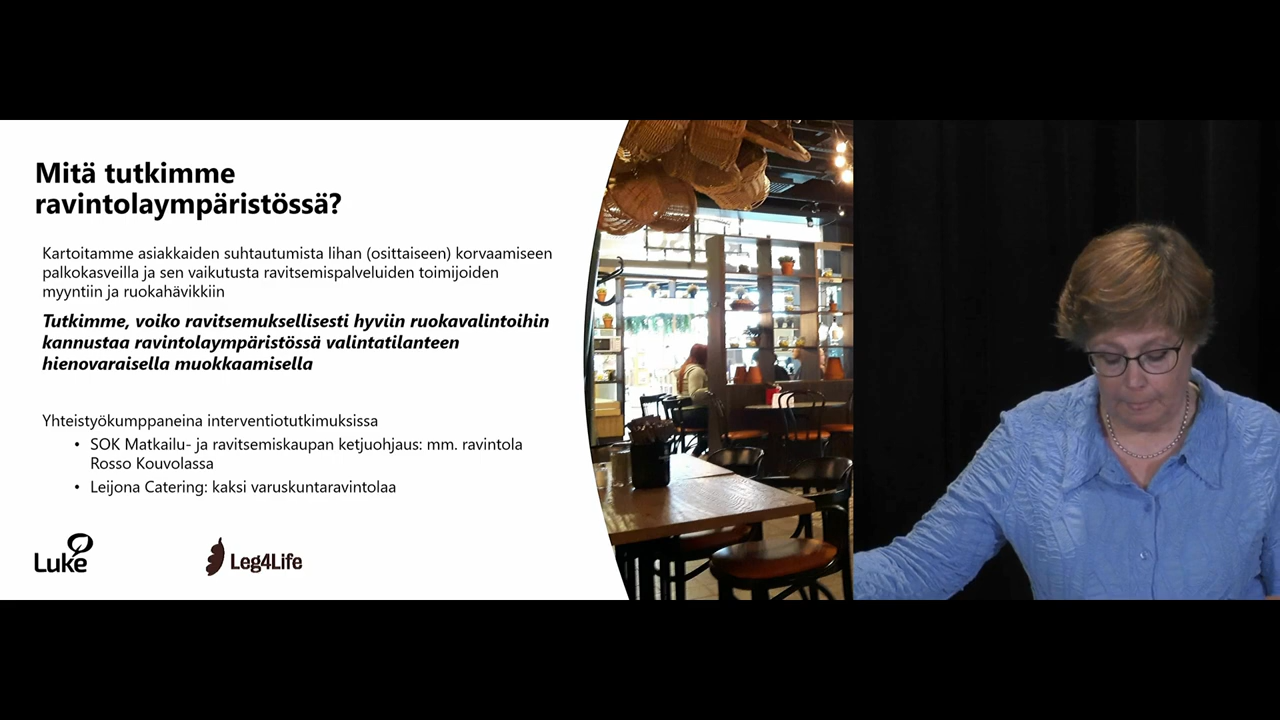 Mitä tutkimme
ravintolaympäristössä?
Kartoitamme asiakkaiden suhtautumista lihan (osittaiseen) korvaamiseen
palkokasveilla ja sen vaikutusta ravitsemispalveluiden toimijoiden
myyntiin ja ruokahävikkiin
Tutkimme, voiko ravitsemuksellisesti hyviin ruokavalintoihin
kannustaa ravintolaympäristössä valintatilanteen
hienovaraisella muokkaamisella
Yhteistyökumppaneina interventiotutkimuksissa
• SOK Matkailu- ja ravitsemiskaupan ketjuohjaus: mm. ravintola
Rosso Kouvolassa
• Leijona Catering: kaksi varuskuntaravintolaa
Luke
Leg4Life